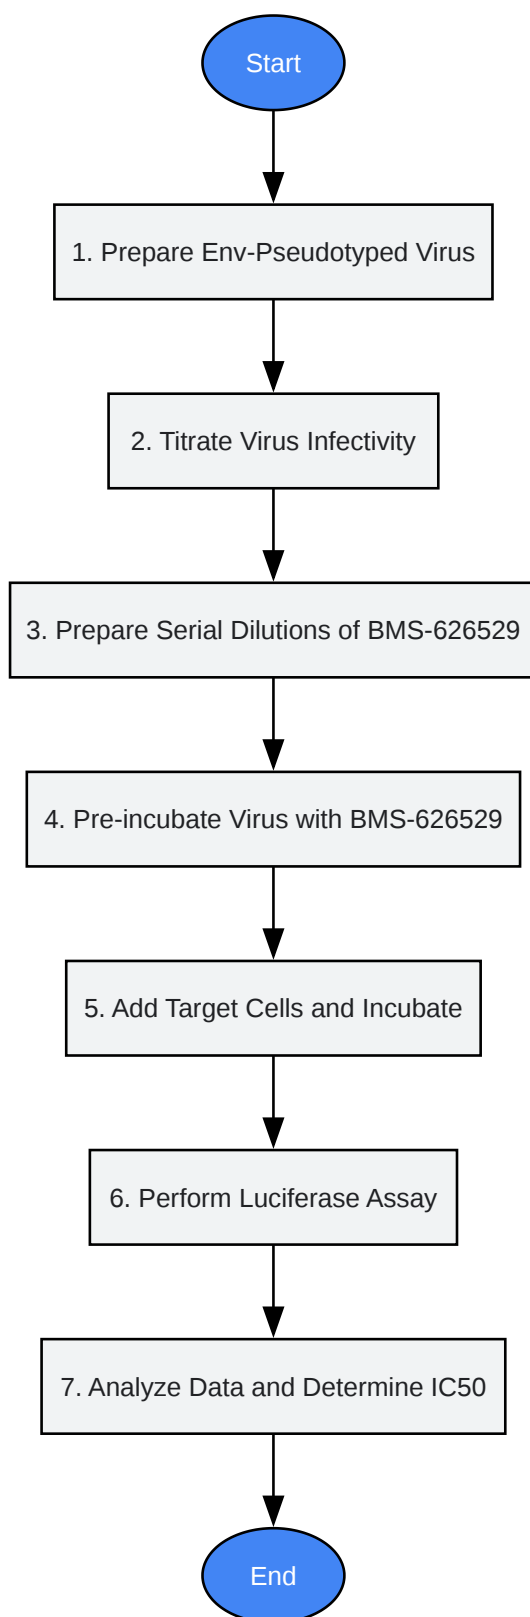 Start
1. Prepare Env-Pseudotyped Virus
2. Titrate Virus Infectivity
3. Prepare Serial Dilutions of BMS-626529
4. Pre-incubate Virus with BMS-626529
5. Add Target Cells and Incubate
6. Perform Luciferase Assay
7. Analyze Data and Determine IC50
End